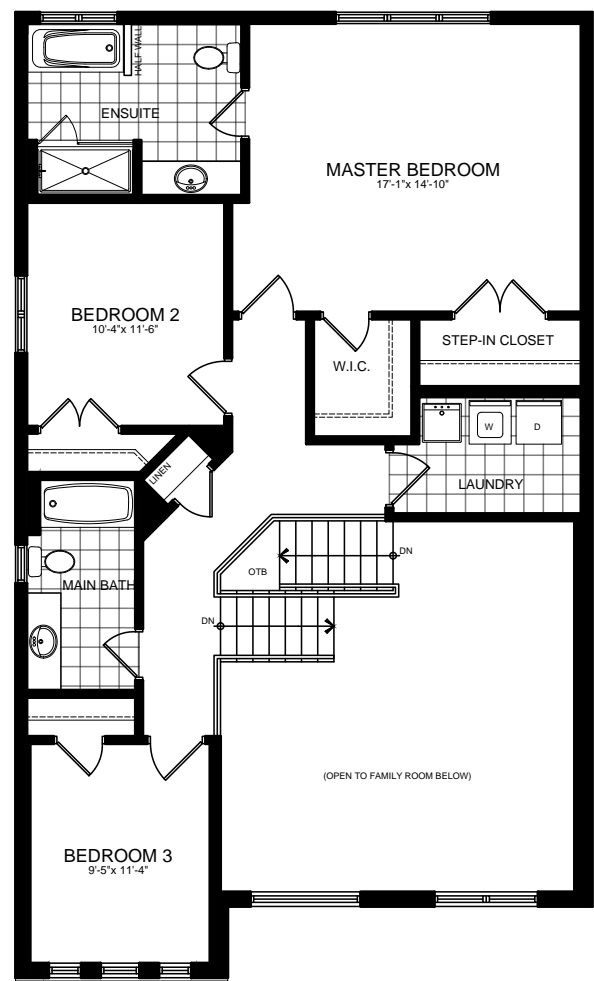 HALF WALL
ENSUITE
MASTER BEDROOM
17'-1"x 14'-10"
BEDROOM 2
10'-4"x 11'-6"
STEP-IN CLOSET
W.I.C.
W
D
LINEN
LAUNDRY
DN
OTB
MAIN BATH
DN
(OPEN TO FAMILY ROOM BELOW)
BEDROOM 3
9'-5"x 11'-4"